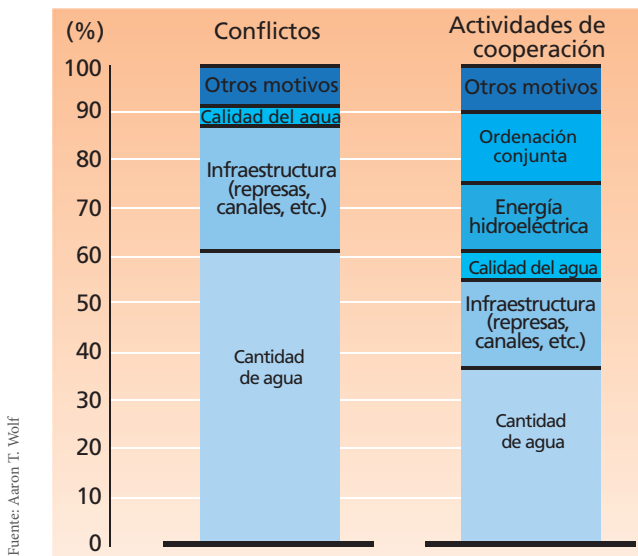 (%)
Conflictos
Actividades de
cooperación
100
90
80
70
60
50
40
30
20
10
0
Otros motivos
Calidad del agua
Infraestructura
(represas,
canales, etc.)
Cantidad
de agua
Otros motivos
Ordenación
conjunta
Energía
hidroeléctrica
Calidad del agua
Infraestructura
(represas,
canales, etc.)
Cantidad
de agua
Fuente: Aaron T. Wolf